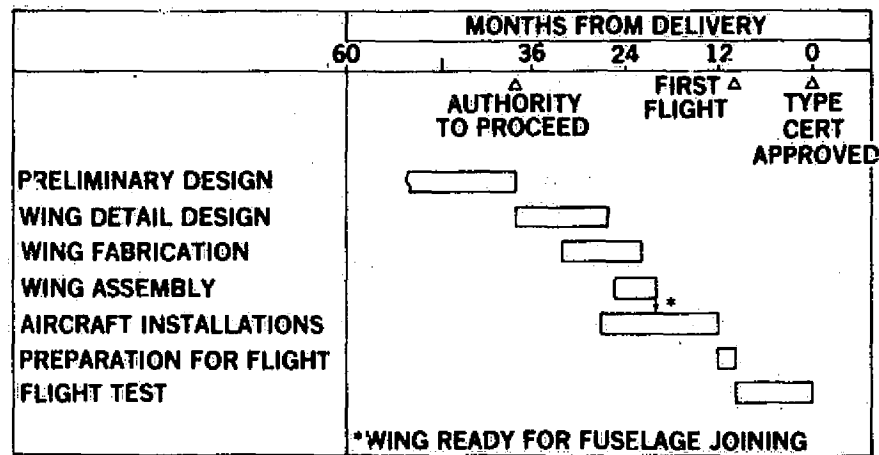 MONTHS FROM DELIVERY
60 36 24 12 0
AUTHORITY
TO PROCEED
FIRST
FLIGHT
TYPE
CERT
APPROVED
PRELIMINARY DESIGN
WING DETAIL DESIGN
WING FABRICATION
WING ASSEMBLY
*
AIRCRAFT INSTALLATIONS
PREPARATION FOR FLIGHT
FLIGHT TEST
*WING READY FOR FUSELAGE JOINING